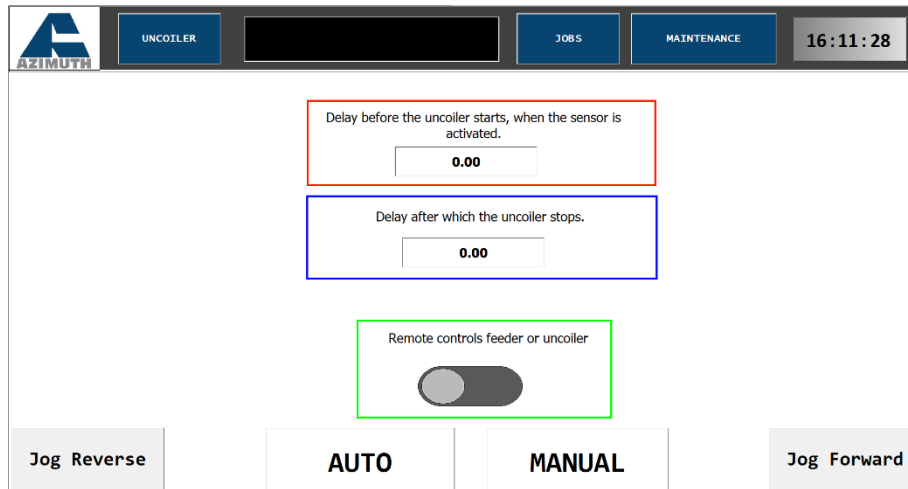 AZIMUTH
UNCOILER
JOBS
MAINTENANCE
16:11:28
Delay before the uncoiler starts, when the sensor is
activated.
0.00
Delay after which the uncoiler stops.
0.00
Remote controls feeder or uncoiler
Jog Reverse
AUTO
MANUAL
Jog Forward